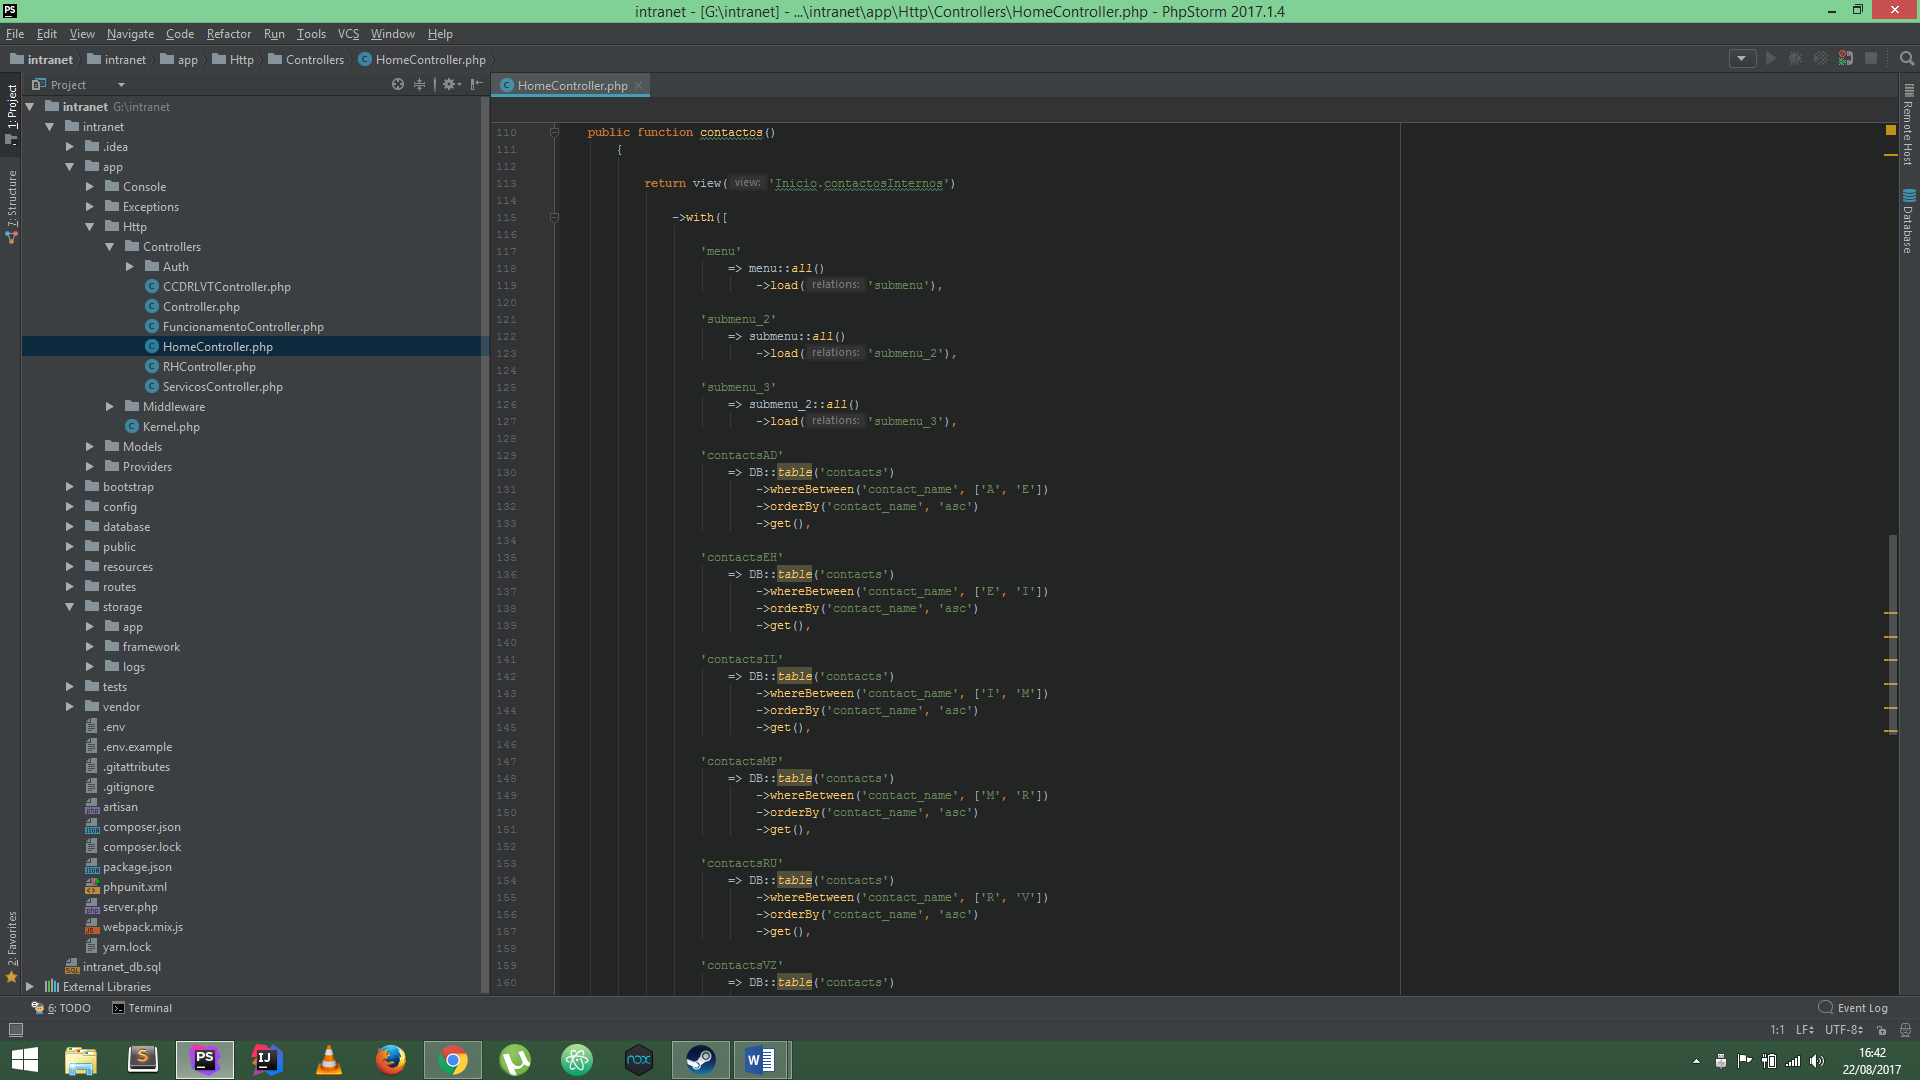 intranet - [G:\intranet] - ...\intranet\app\Http\Controllers\HomeController.php - PhpStorm 2017.1.4
File Edit View Navigate Code Refactor Run Tools VCS Window Help
intranet intranet app Http Controllers HomeController.php
Project
HomeController.php
1: Project
7: Structure
2: Favorites
intranet G:\intranet
intranet
.idea
app
Console
Exceptions
Http
Controllers
Auth
CCDRLVTController.php
Controller.php
FuncionamentoController.php
HomeController.php
RHController.php
ServicosController.php
Middleware
Kernel.php
Models
Providers
bootstrap
config
database
public
resources
routes
storage
app
framework
logs
tests
vendor
.env
.env.example
.gitattributes
.gitignore
artisan
composer.json
composer.lock
package.json
phpunit.xml
server.php
webpack.mix.js
yarn.lock
intranet_db.sql
External Libraries
110 public function contactos()
111 {
112
113 return view( view: 'Inicio.contactosInternos')
114
115 ->with([
116
117 'menu'
118 => menu::all()
119 ->load( relations: 'submenu'),
120
121 'submenu_2'
122 => submenu::all()
123 ->load( relations: 'submenu_2'),
124
125 'submenu_3'
126 => submenu_2::all()
127 ->load( relations: 'submenu_3'),
128
129 'contactsAD'
130 => DB::table('contacts')
131 ->whereBetween('contact_name', ['A', 'E'])
132 ->orderBy('contact_name', 'asc')
133 ->get(),
134
135 'contactsEH'
136 => DB::table('contacts')
137 ->whereBetween('contact_name', ['E', 'I'])
138 ->orderBy('contact_name', 'asc')
139 ->get(),
140
141 'contactsIL'
142 => DB::table('contacts')
143 ->whereBetween('contact_name', ['I', 'M'])
144 ->orderBy('contact_name', 'asc')
145 ->get(),
146
147 'contactsMP'
148 => DB::table('contacts')
149 ->whereBetween('contact_name', ['M', 'R'])
150 ->orderBy('contact_name', 'asc')
151 ->get(),
152
153 'contactsRU'
154 => DB::table('contacts')
155 ->whereBetween('contact_name', ['R', 'V'])
156 ->orderBy('contact_name', 'asc')
157 ->get(),
158
159 'contactsVZ'
160 => DB::table('contacts')
Remote Host
Database
6: TODO Terminal Event Log
1:1 LF UTF-8
16:42
22/08/2017